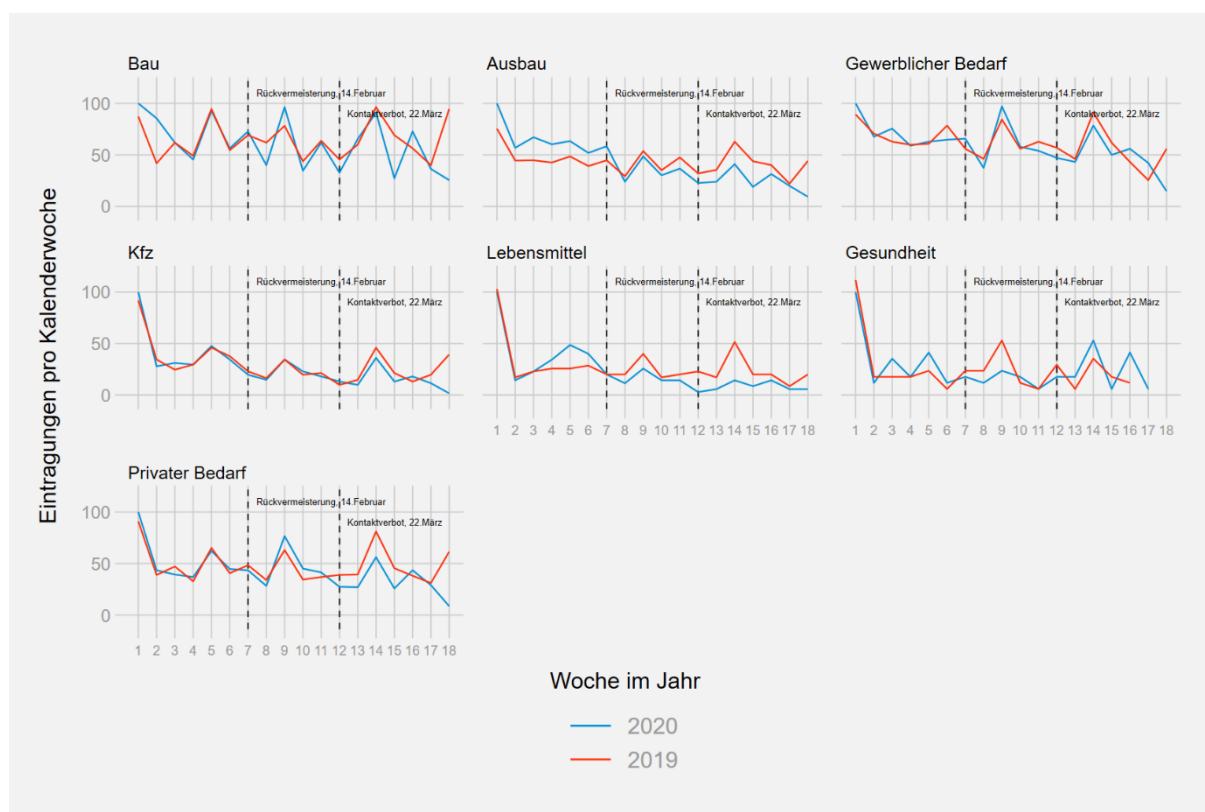 Bau
Ausbau
Gewerblicher Bedarf
100
50
0
Rückvermeisterung, 14.Februar
Kontaktverbot, 22.März
Rückvermeisterung, 14.Februar
Kontaktverbot, 22.März
Rückvermeisterung, 14.Februar
Kontaktverbot, 22.März
Kfz
Lebensmittel
Gesundheit
100
50
0
Rückvermeisterung, 14.Februar
Kontaktverbot, 22.März
Rückvermeisterung, 14.Februar
Kontaktverbot, 22.März
Rückvermeisterung, 14.Februar
Kontaktverbot, 22.März
1 2 3 4 5 6 7 8 9 10 11 12 13 14 15 16 17 18
1 2 3 4 5 6 7 8 9 10 11 12 13 14 15 16 17 18
Privater Bedarf
100
50
0
Rückvermeisterung, 14.Februar
Kontaktverbot, 22.März
1 2 3 4 5 6 7 8 9 10 11 12 13 14 15 16 17 18
Eintragungen pro Kalenderwoche
Woche im Jahr
2020
2019